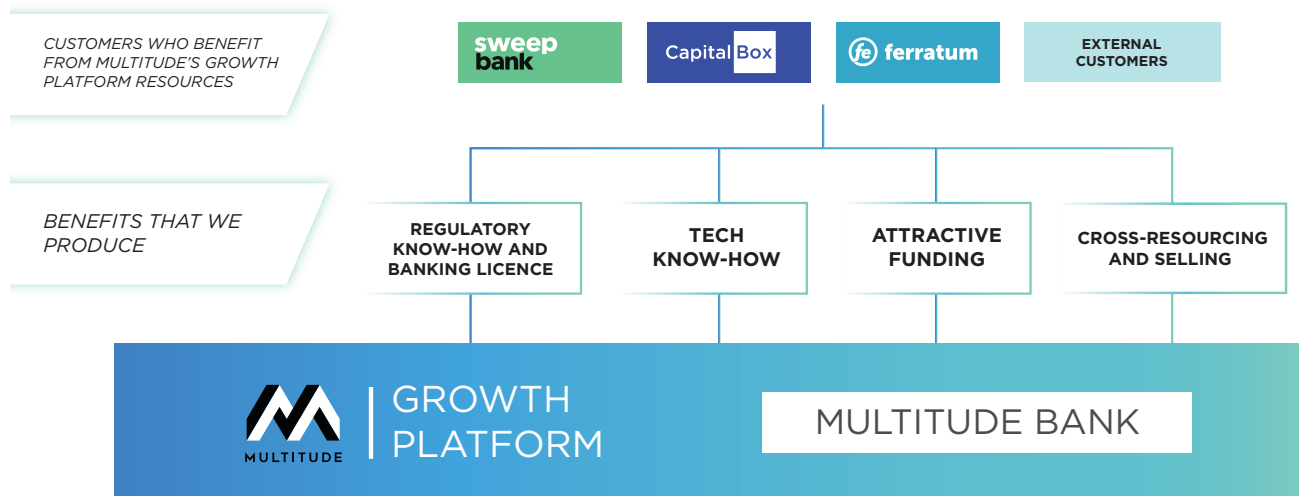 CUSTOMERS WHO BENEFIT
FROM MULTITUDE'S GROWTH
PLATFORM RESOURCES
sweep
bank
Capital Box
fe ferratum
EXTERNAL
CUSTOMERS
BENEFITS THAT WE
PRODUCE
REGULATORY
KNOW-HOW AND
BANKING LICENCE
TECH
KNOW-HOW
ATTRACTIVE
FUNDING
CROSS-RESOURCING
AND SELLING
MULTITUDE
GROWTH
PLATFORM
MULTITUDE BANK